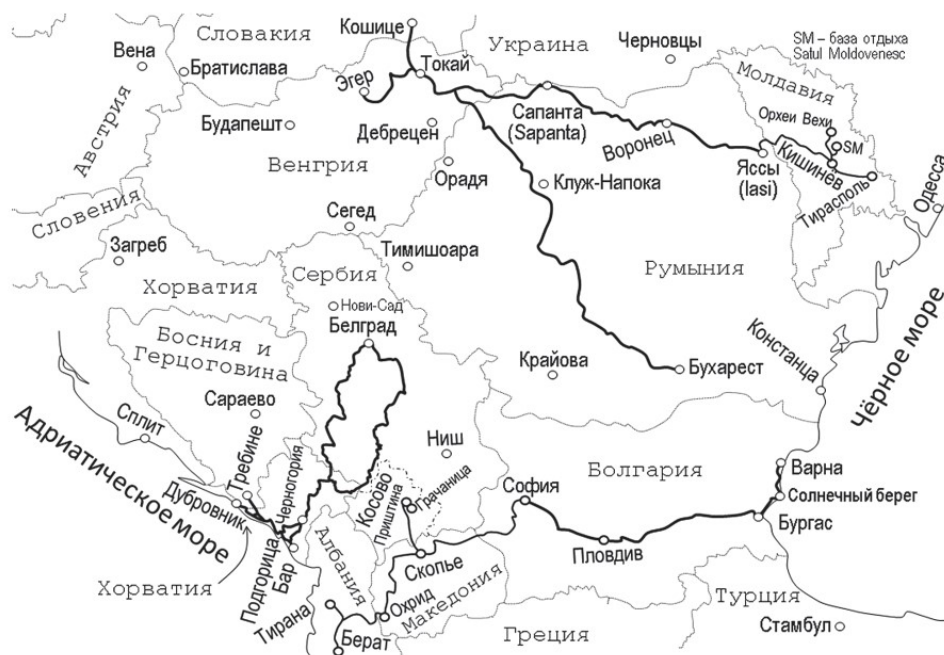 Кошице
Словакия
Украина
Черновцы
SM – база отдыха
Satul Moldovenesc
Вена
Братислава
Эгер
Токай
Молдавия
Австрия
Будапешт
Дебрецен
Сапанта
(Sapanta)
Воронец
Орхеи Вехи
SM
Венгрия
Орадя
Клуж-Напока
Яссы
(Iasi)
Кишинёв
Тирасполь
Одесса
Словения
Сегед
Загреб
Тимишоара
Сербия
Румыния
Хорватия
Нови-Сад
Белград
Босния и
Герцоговина
Констанца
Чёрное море
Крайова
Бухарест
Сараево
Адриатическое море
Сплит
Требине
Черногория
Ниш
Болгария
Варна
Солнечный берег
Бургас
Дубровник
Косово
Приштина
Грачаница
София
Пловдив
Хорватия
Подгорица
Бар
Албания
Скопье
Македония
Охрид
Тирана
Берат
Греция
Турция
Стамбул